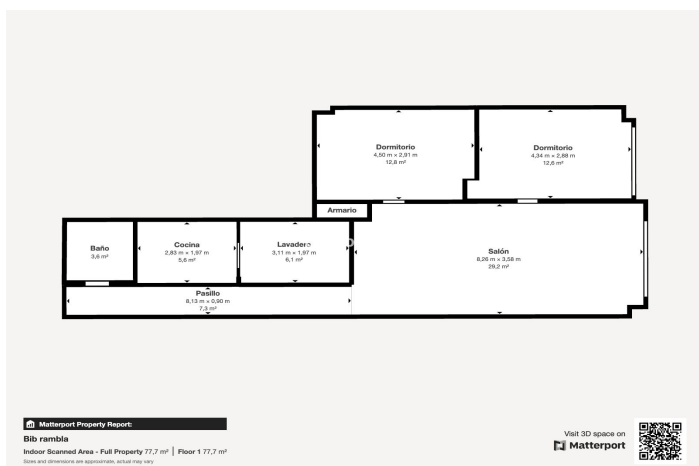 Dormitorio
4,50 m × 2,91 m
12,8 m²
Dormitorio
4,34 m × 2,88 m
12,6 m²
Armario
Baño
3,6 m²
Cocina
2,83 m × 1,97 m
5,6 m²
Lavadero
3,11 m × 1,97 m
6,1 m²
Salón
8,26 m × 3,58 m
29,2 m²
Pasillo
8,13 m × 0,90 m
7,3 m²
Matterport Property Report:
Bib rambla
Indoor Scanned Area - Full Property 77,7 m² | Floor 1 77,7 m²
Sizes and dimensions are approximate, actual may vary
Visit 3D space on
Matterport